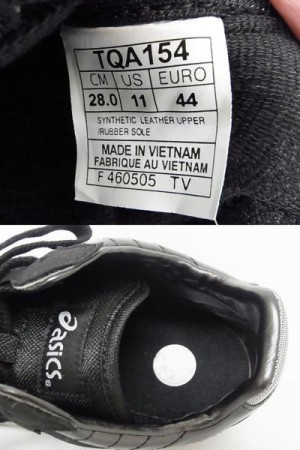 TQA154
CM US EURO
28.0 11 44
SYNTHETIC LEATHER UPPER
/RUBBER SOLE
MADE IN VIETNAM
FABRIQUE AU VIETNAM
F 460505 TV
asics